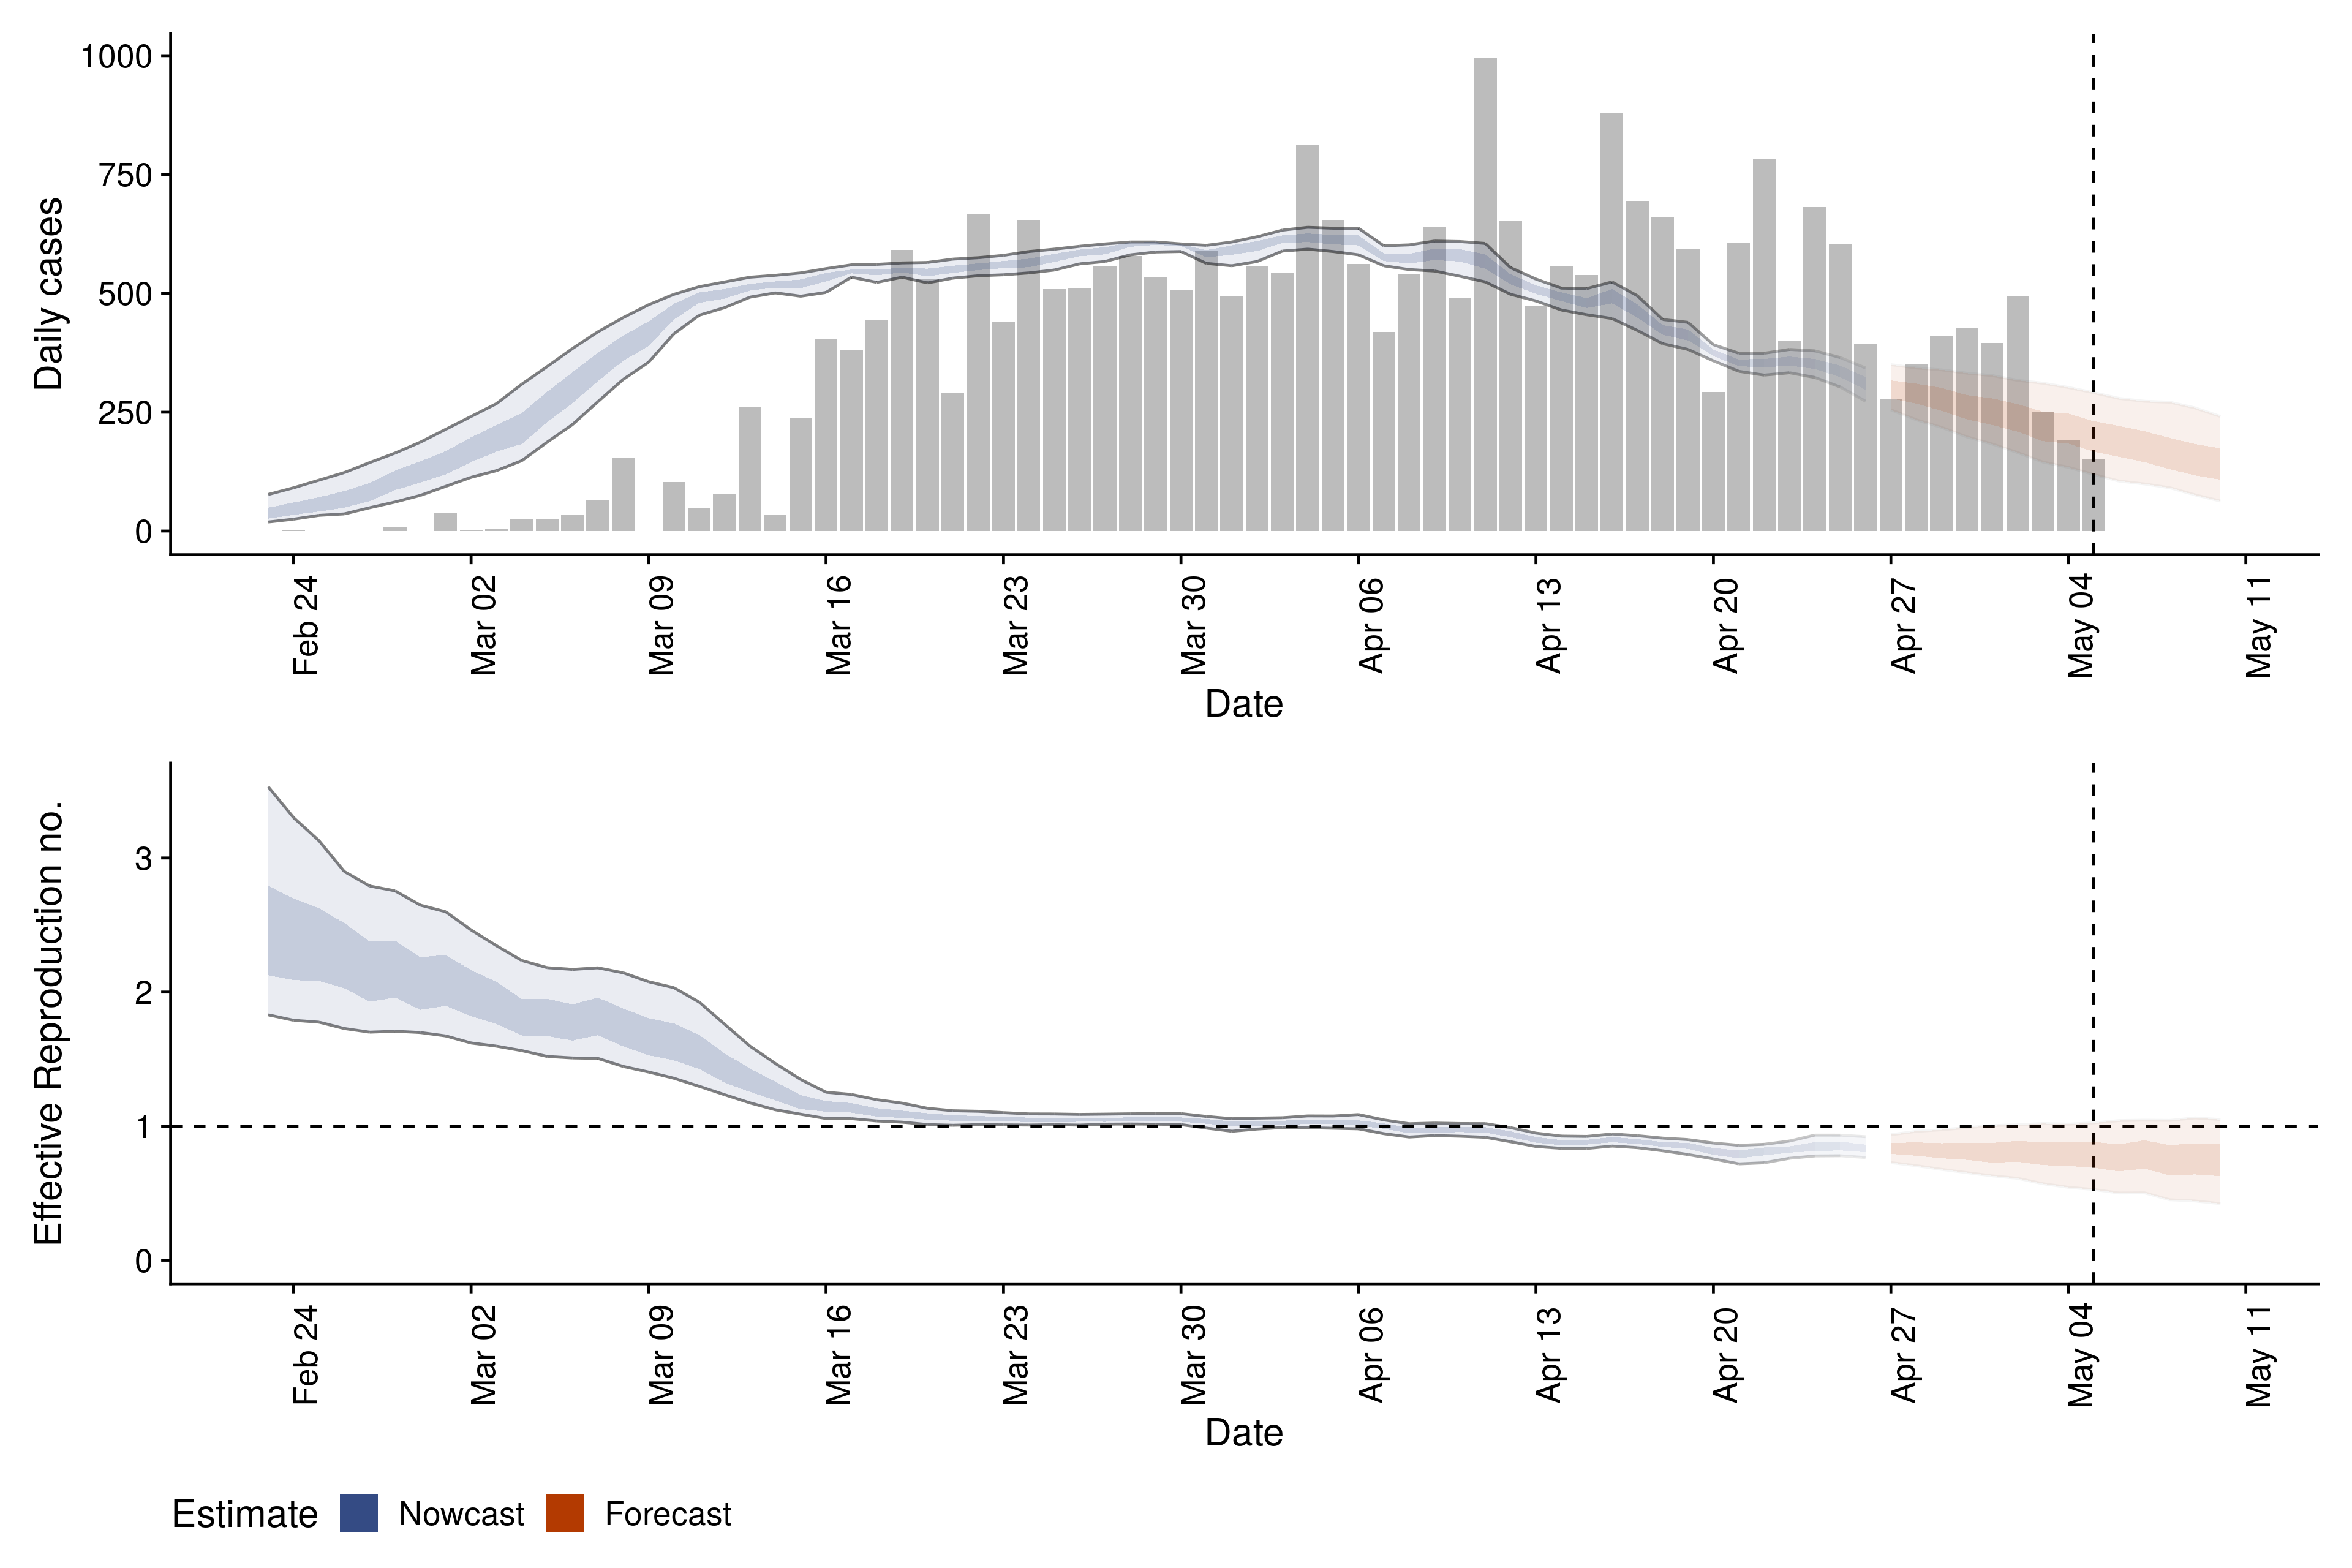 Daily cases
1000
750
500
250
0
Feb 24
Mar 02
Mar 09
Mar 16
Mar 23
Mar 30
Apr 06
Apr 13
Apr 20
Apr 27
May 04
May 11
Date
Effective Reproduction no.
3
2
1
0
Feb 24
Mar 02
Mar 09
Mar 16
Mar 23
Mar 30
Apr 06
Apr 13
Apr 20
Apr 27
May 04
May 11
Date
Estimate Nowcast Forecast